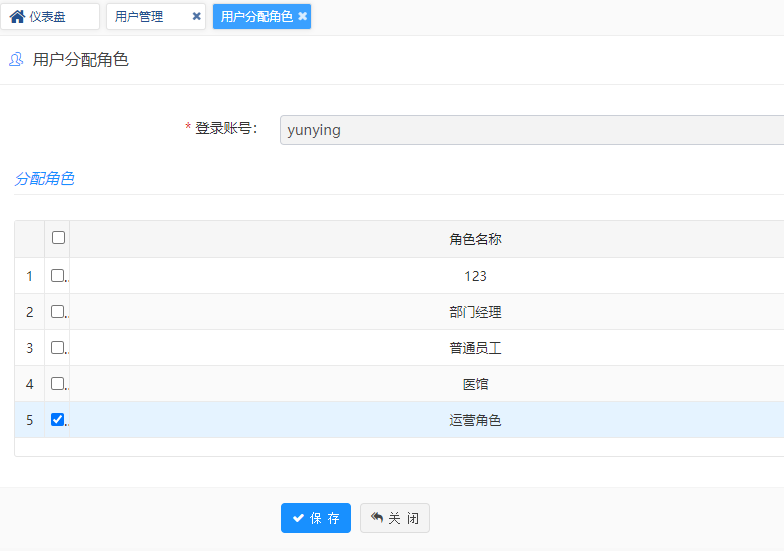 仪表盘 用户管理 用户分配角色
用户分配角色
* 登录账号： yunying
分配角色
角色名称
1 123
2 部门经理
3 普通员工
4 医馆
5 运营角色
保 存 关 闭